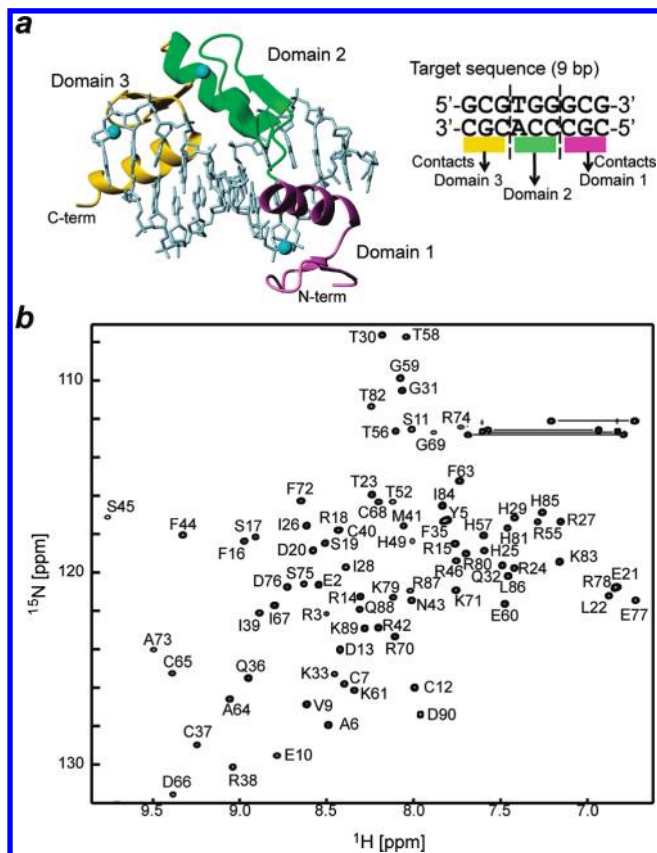 a
Domain 2
Domain 3
C-term
Domain 1
N-term
Target sequence (9 bp)
5'-GCGTGGGCG-3'
3'-CGCACCCGC-5'
Contacts
Domain 3
Domain 2
Contacts
Domain 1
b
110
120
130
15N [ppm]
T30
T58
G59
G31
T82
T56
S11
G69
R74
S45
F44
F72
T23
C68
T52
I84
F63
S17
F16
I26
R18
C40
M41
F35
Y5
H57
H29
H85
R27
R55
D20
S19
H49
R15
H25
H81
K83
I28
R46
R80
Q32
R24
L86
D76
S75
E2
R14
K79
R87
K71
R78
E21
I39
I67
R3
Q88
N43
E60
L22
E77
K89
R42
R70
A73
D13
C65
Q36
K33
C7
K61
C12
A64
V9
A6
D90
C37
E10
R38
D66
9.5
9.0
8.5
8.0
7.5
7.0
1H [ppm]